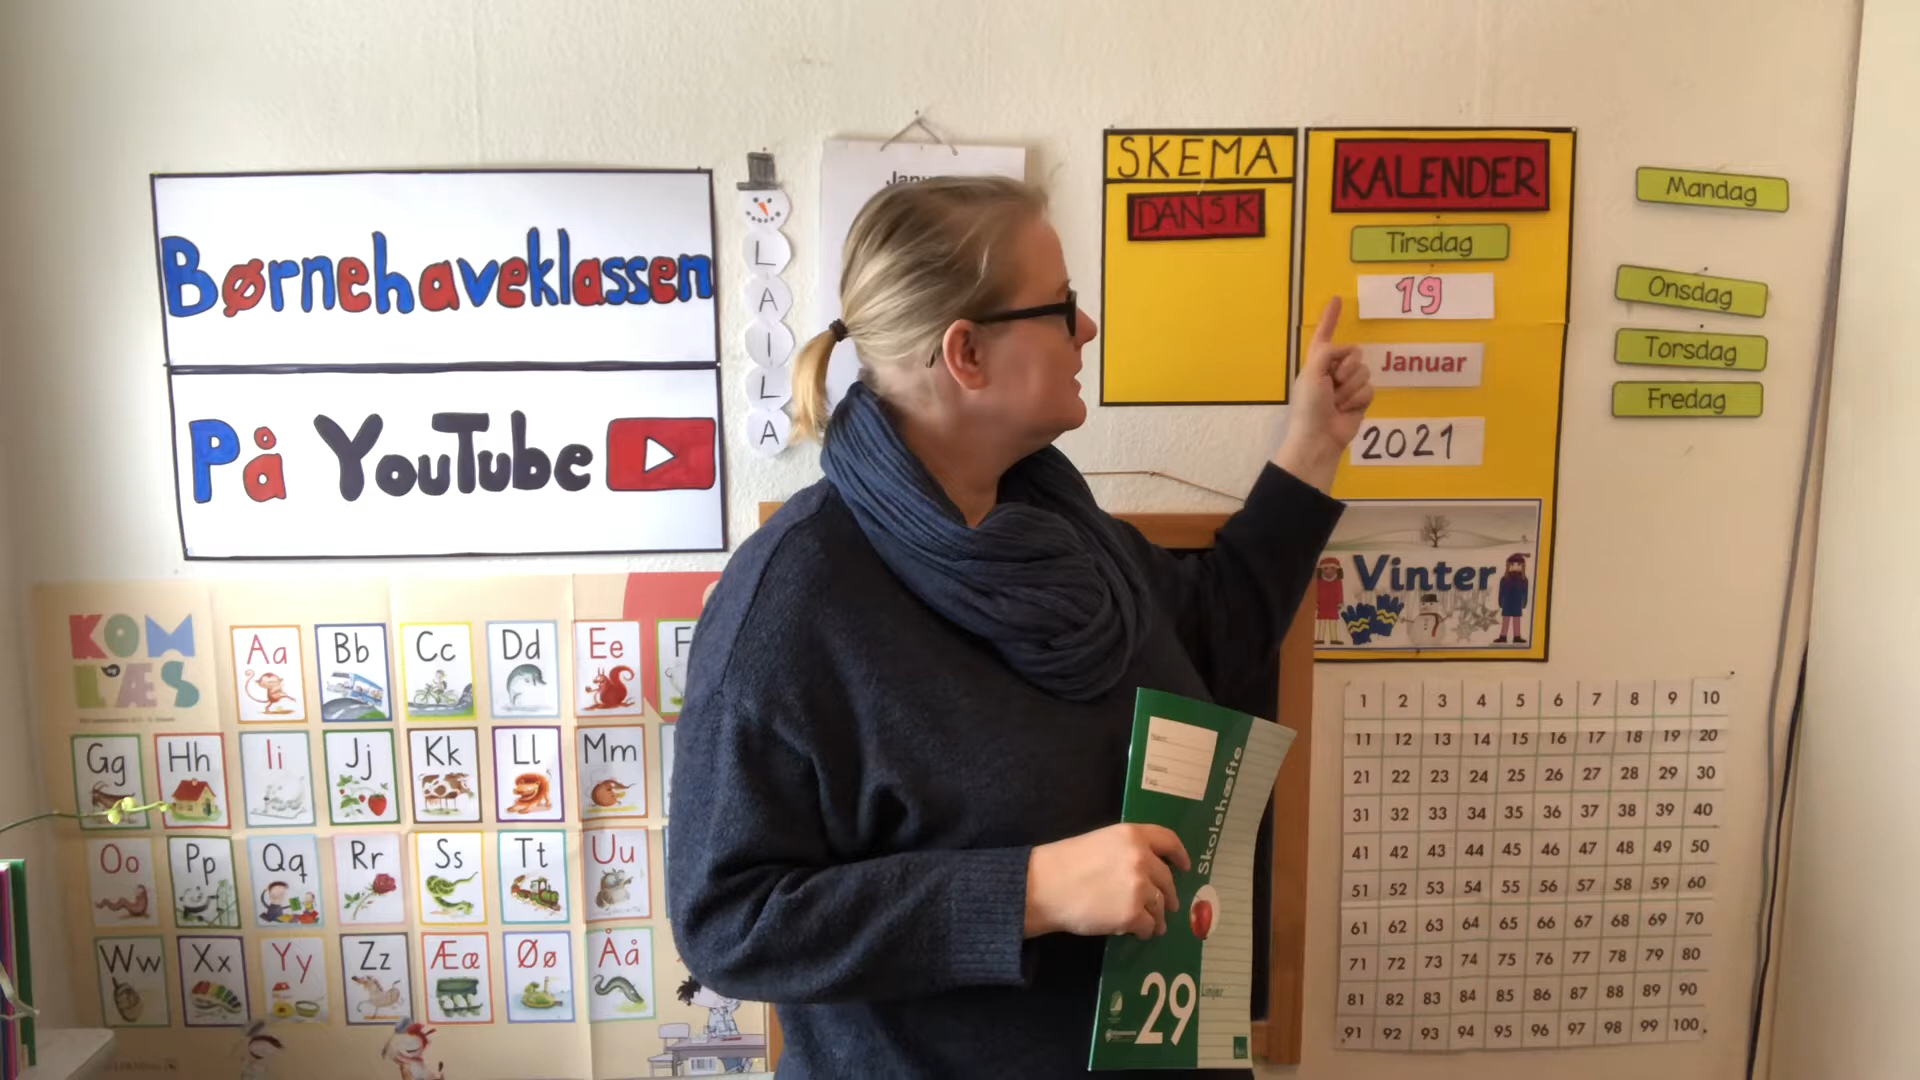 Børnehaveklassen
På YouTube
L
A
I
L
A
SKEMA
DANSK
KALENDER
Tirsdag
19
Januar
2021
Vinter
Mandag
Onsdag
Torsdag
Fredag
KOM
LÆS
Aa Bb Cc Dd Ee F
Gg Hh Ii Jj Kk Ll Mm
Oo Pp Qq Rr Ss Tt Uu
Ww Xx Yy Zz Ææ Øø Åå
Skolehæfte
29
Linjer
1 2 3 4 5 6 7 8 9 10
11 12 13 14 15 16 17 18 19 20
21 22 23 24 25 26 27 28 29 30
31 32 33 34 35 36 37 38 39 40
41 42 43 44 45 46 47 48 49 50
51 52 53 54 55 56 57 58 59 60
61 62 63 64 65 66 67 68 69 70
71 72 73 74 75 76 77 78 79 80
81 82 83 84 85 86 87 88 89 90
91 92 93 94 95 96 97 98 99 100